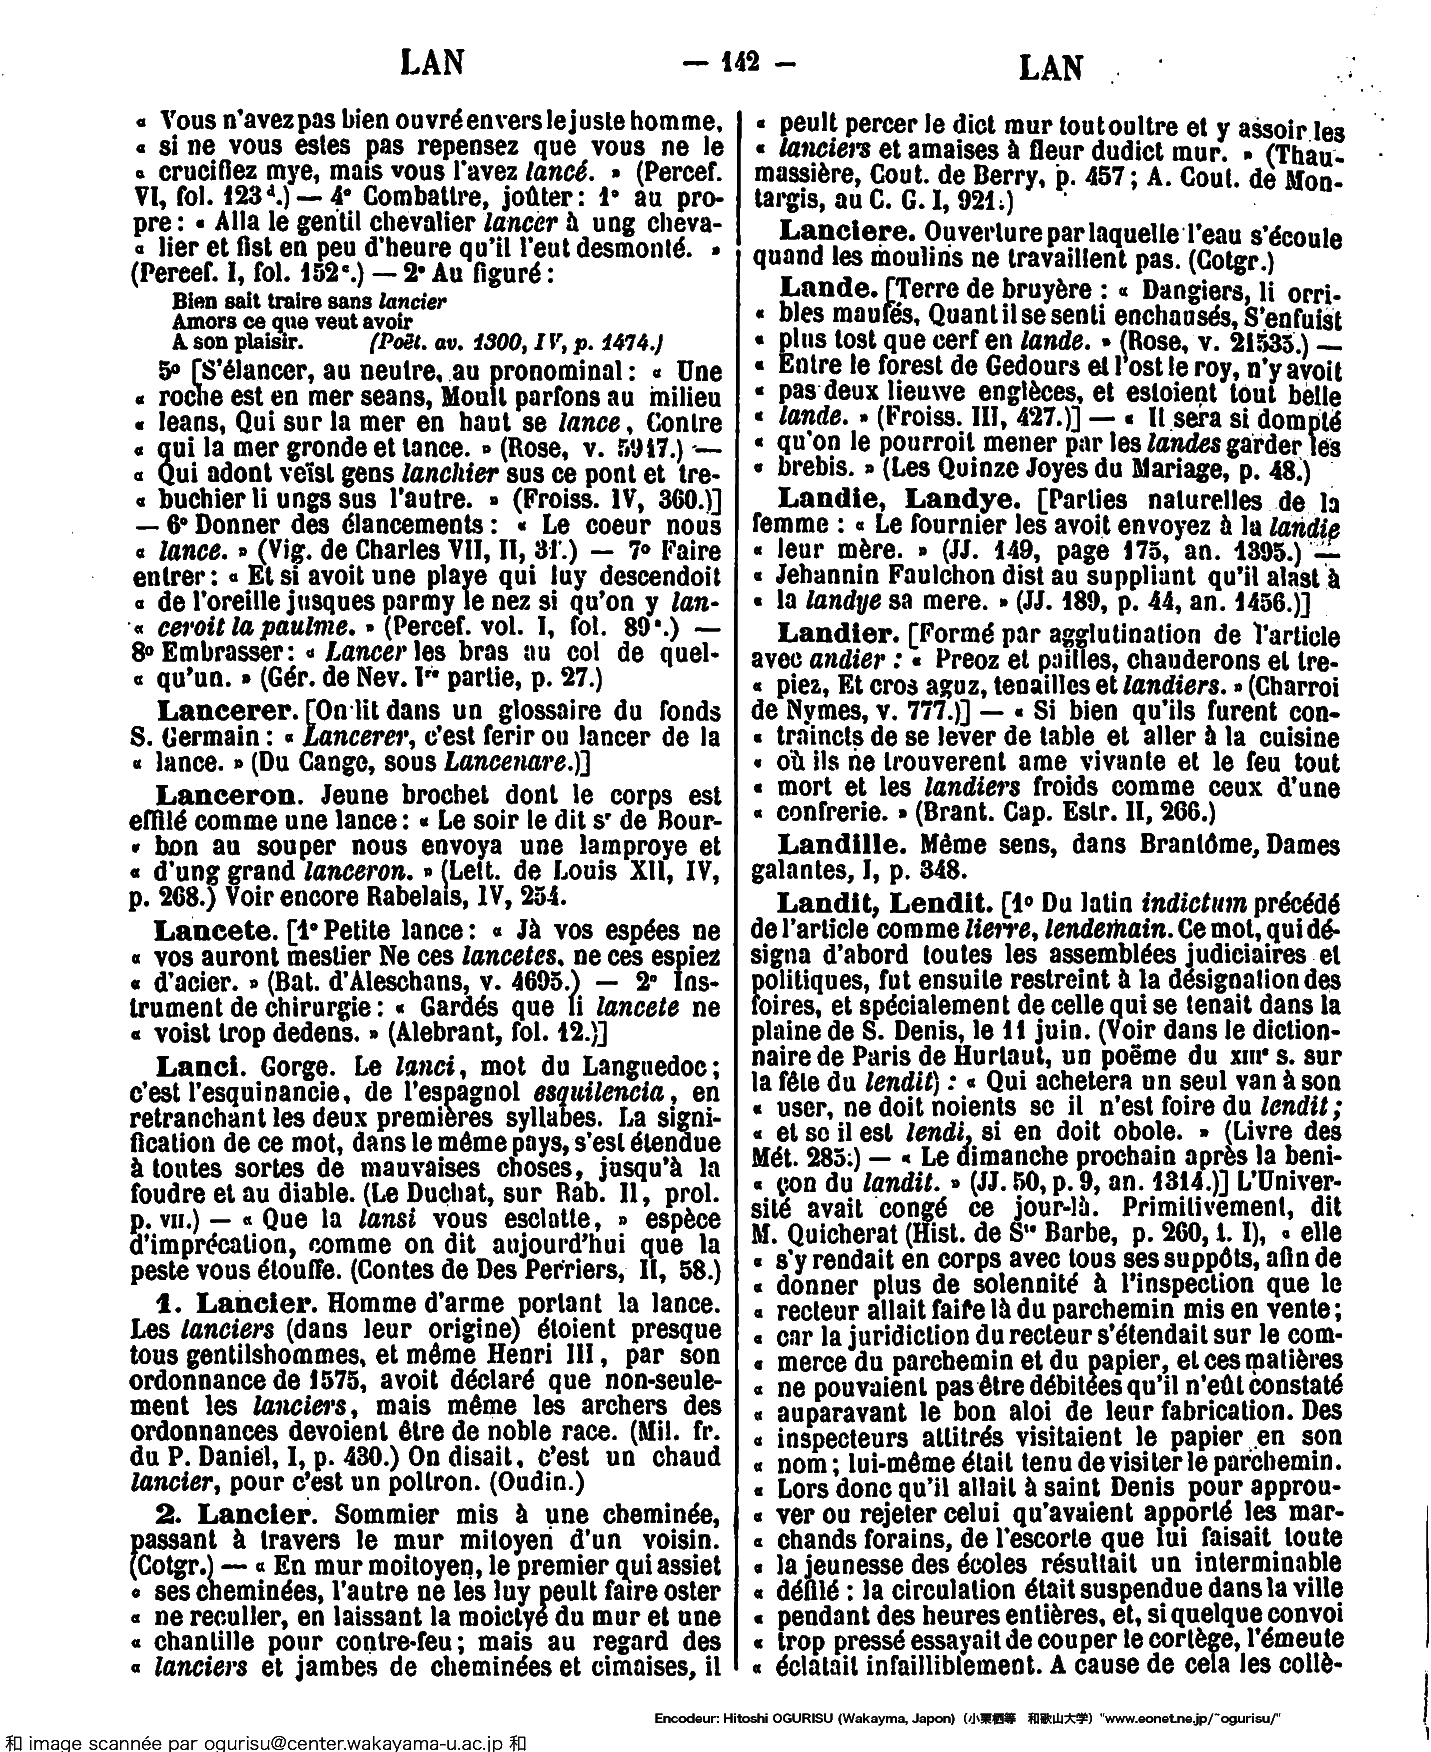 LAN — 142 — LAN
« Vous n'avez pas bien ouvré envers le juste homme,
« si ne vous estes pas repensez que vous ne le
« crucifiez mye, mais vous l'avez lancé. » (Percef.
VI, fol. 123ᵈ.) — 4° Combattre, joûter : 1° au pro-
pre : « Alla le gentil chevalier lancer à ung cheva-
« lier et fist en peu d'heure qu'il l'eut desmonté. »
(Percef. I, fol. 152ᶜ.) — 2° Au figuré :
Bien sait traire sans lancier
Amors ce que veut avoir
A son plaisir. (Poët. av. 1300, IV, p. 1474.)
5° [S'élancer, au neutre, au pronominal : « Une
« roche est en mer seans, Moult parfons au milieu
« leans, Qui sur la mer en haut se lance, Contre
« qui la mer gronde et tance. » (Rose, v. 5947.) —
« Qui adont veïst gens lanchier sus ce pont et tre-
« buchier li ungs sus l'autre. » (Froiss. IV, 360.)]
— 6° Donner des élancements : « Le coeur nous
« lance. » (Vig. de Charles VII, II, 31.) — 7° Faire
entrer : « Et si avoit une playe qui luy descendoit
« de l'oreille jusques parmy le nez si qu'on y lan-
« ceroit la paulme. » (Percef. vol. I, fol. 89ᵃ.) —
8° Embrasser : « Lancer les bras au col de quel-
« qu'un. » (Gér. de Nev. Iʳᵉ partie, p. 27.)
Lancerer. [On lit dans un glossaire du fonds
S. Germain : « Lancerer, c'est ferir ou lancer de la
« lance. » (Du Cange, sous Lancenare.)]
Lanceron. Jeune brochet dont le corps est
effilé comme une lance : « Le soir le dit sʳ de Bour-
« bon au souper nous envoya une lamproye et
« d'ung grand lanceron. » (Lett. de Louis XII, IV,
p. 268.) Voir encore Rabelais, IV, 254.
Lancete. [1° Petite lance : « Jà vos espées ne
« vos auront mestier Ne ces lancetes, ne ces espiez
« d'acier. » (Bat. d'Aleschans, v. 4695.) — 2° Ins-
trument de chirurgie : « Gardés que li lancete ne
« voist trop dedens. » (Alebrant, fol. 12.)]
Lanci. Gorge. Le lanci, mot du Languedoc ;
c'est l'esquinancie, de l'espagnol esquilencia, en
retranchant les deux premières syllabes. La signi-
fication de ce mot, dans le même pays, s'est étendue
à toutes sortes de mauvaises choses, jusqu'à la
foudre et au diable. (Le Duchat, sur Rab. II, prol.
p. VII.) — « Que la lansi vous esclatte, » espèce
d'imprécation, comme on dit aujourd'hui que la
peste vous étouffe. (Contes de Des Perriers, II, 58.)
1. Lancier. Homme d'arme portant la lance.
Les lanciers (dans leur origine) étoient presque
tous gentilshommes, et même Henri III, par son
ordonnance de 1575, avoit déclaré que non-seule-
ment les lanciers, mais même les archers des
ordonnances devoient être de noble race. (Mil. fr.
du P. Daniel, I, p. 430.) On disait, c'est un chaud
lancier, pour c'est un poltron. (Oudin.)
2. Lancier. Sommier mis à une cheminée,
passant à travers le mur mitoyen d'un voisin.
(Cotgr.) — « En mur moitoyen, le premier qui assiet
« ses cheminées, l'autre ne les luy peult faire oster
« ne reculler, en laissant la moictyé du mur et une
« chantille pour contre-feu ; mais au regard des
« lanciers et jambes de cheminées et cimaises, il
« peult percer le dict mur tout oultre et y assoir les
« lanciers et amaises à fleur dudict mur. » (Thau-
massière, Cout. de Berry, p. 457 ; A. Cout. de Mon-
targis, au C. G. I, 921.)
Lanciere. Ouverture par laquelle l'eau s'écoule
quand les moulins ne travaillent pas. (Cotgr.)
Lande. [Terre de bruyère : « Dangiers, li orri-
« bles maufés, Quant il se senti enchausés, S'enfuist
« plus tost que cerf en lande. » (Rose, v. 21533.) —
« Entre le forest de Gedours et l'ost le roy, n'y avoit
« pas deux lieuwe englèces, et estoient tout belle
« lande. » (Froiss. III, 427.)] — « Il sera si dompté
« qu'on le pourroit mener par les landes garder les
« brebis. » (Les Quinze Joyes du Mariage, p. 48.)
Landie, Landye. [Parties naturelles de la
femme : « Le fournier les avoit envoyez à la landie
« leur mère. » (JJ. 149, page 175, an. 1395.) —
« Jehannin Faulchon dist au suppliant qu'il alast à
« la landye sa mere. » (JJ. 189, p. 44, an. 1456.)]
Landier. [Formé par agglutination de l'article
avec andier : « Preoz et pailles, chauderons et tre-
« piez, Et cros aguz, tenailles et landiers. » (Charroi
de Nymes, v. 777.)] — « Si bien qu'ils furent con-
« traincts de se lever de table et aller à la cuisine
« où ils ne trouverent ame vivante et le feu tout
« mort et les landiers froids comme ceux d'une
« confrerie. » (Brant. Cap. Estr. II, 266.)
Landille. Même sens, dans Brantôme, Dames
galantes, I, p. 348.
Landit, Lendit. [1° Du latin indictum précédé
de l'article comme lierre, lendemain. Ce mot, qui dé-
signa d'abord toutes les assemblées judiciaires et
politiques, fut ensuite restreint à la désignation des
foires, et spécialement de celle qui se tenait dans la
plaine de S. Denis, le 11 juin. (Voir dans le diction-
naire de Paris de Hurtaut, un poëme du XIIIᵉ s. sur
la fête du lendit) : « Qui achetera un seul van à son
« user, ne doit noients se il n'est foire du lendit ;
« et se il est lendi, si en doit obole. » (Livre des
Mét. 283.) — « Le dimanche prochain après la beni-
« çon du landit. » (JJ. 50, p. 9, an. 1314.)] L'Univer-
sité avait congé ce jour-là. Primitivement, dit
M. Quicherat (Hist. de Sᵗᵉ Barbe, p. 260, t. I), « elle
« s'y rendait en corps avec tous ses suppôts, afin de
« donner plus de solennité à l'inspection que le
« recteur allait faire là du parchemin mis en vente ;
« car la juridiction du recteur s'étendait sur le com-
« merce du parchemin et du papier, et ces matières
« ne pouvaient pas être débitées qu'il n'eût constaté
« auparavant le bon aloi de leur fabrication. Des
« inspecteurs attitrés visitaient le papier en son
« nom ; lui-même était tenu de visiter le parchemin.
« Lors donc qu'il allait à saint Denis pour approu-
« ver ou rejeter celui qu'avaient apporté les mar-
« chands forains, de l'escorte que lui faisait toute
« la jeunesse des écoles résultait un interminable
« défilé : la circulation était suspendue dans la ville
« pendant des heures entières, et, si quelque convoi
« trop pressé essayait de couper le cortège, l'émeute
« éclatait infailliblement. A cause de cela les collè-
Encodeur: Hitoshi OGURISU (Wakayma, Japon) (小栗栖等 和歌山大学) "www.eonet.ne.jp/~ogurisu/"
和 image scannée par ogurisu@center.wakayama-u.ac.jp 和